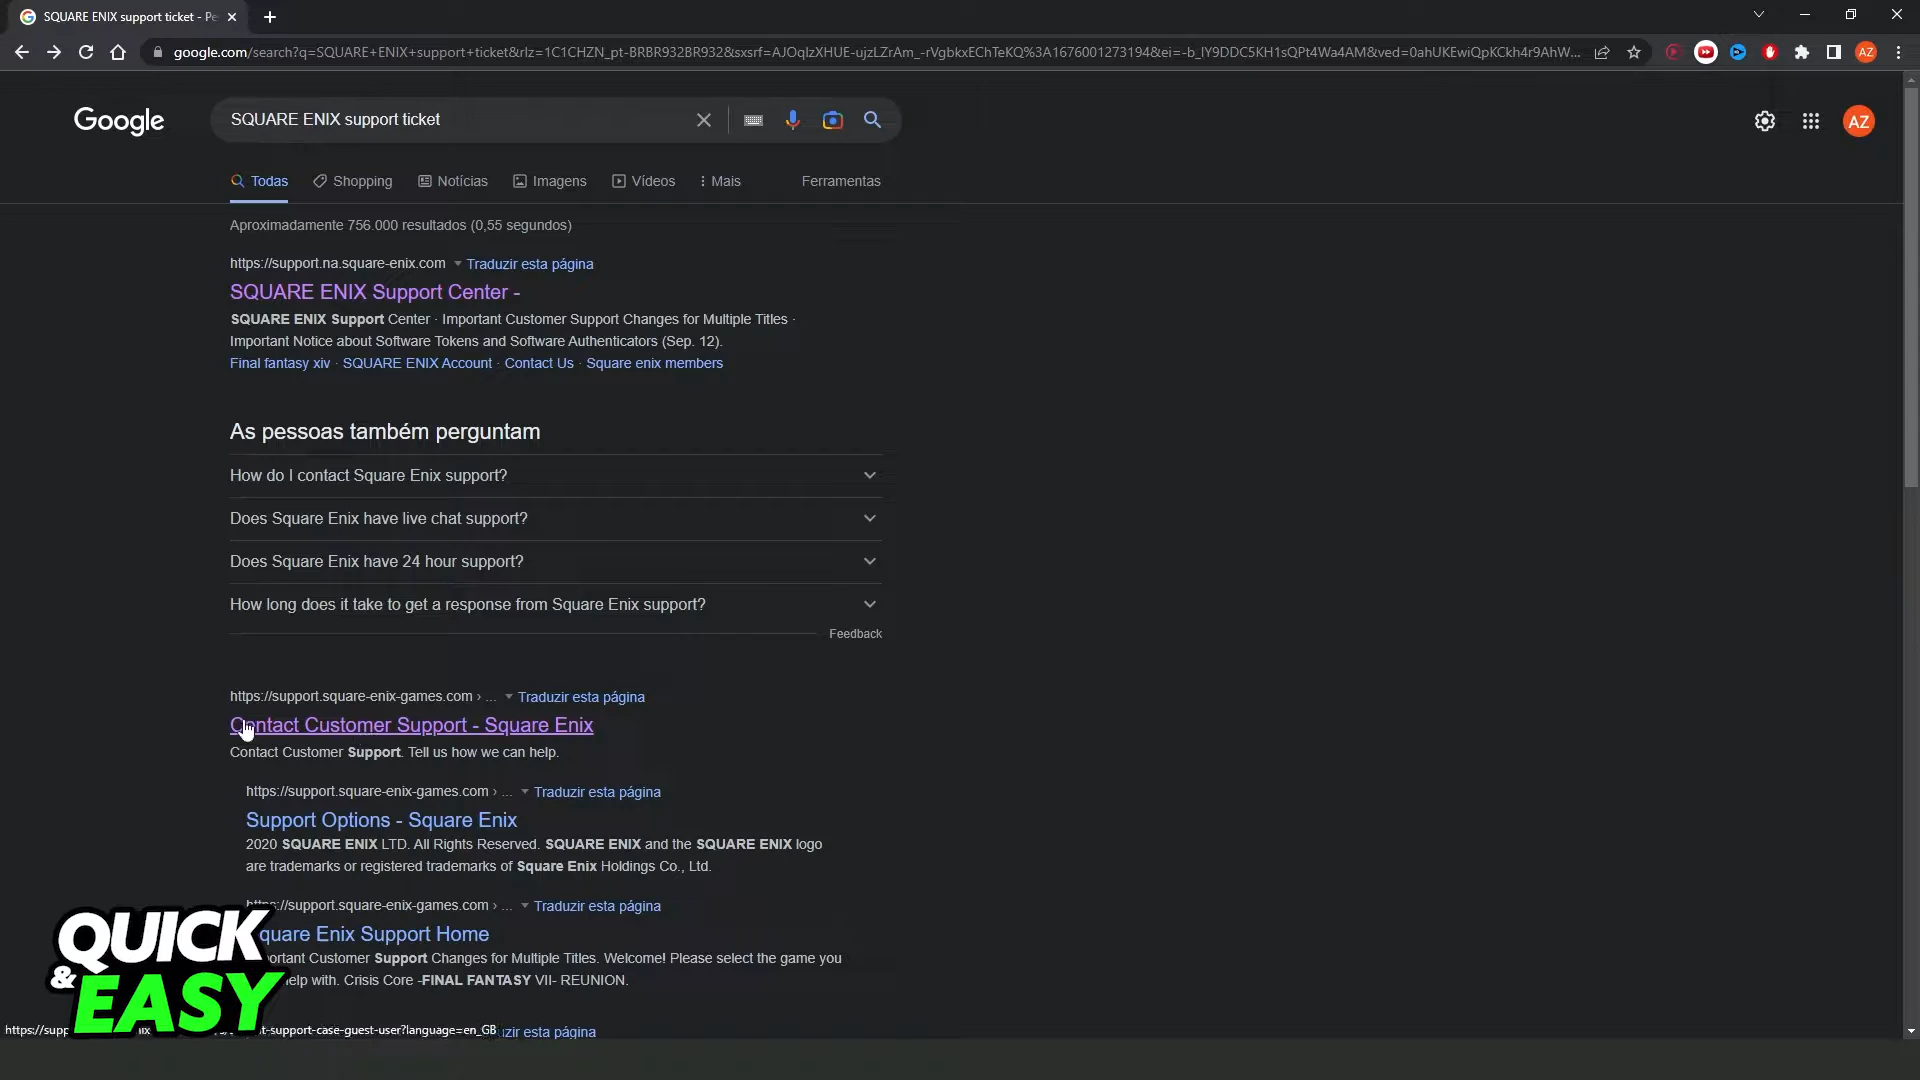 SQUARE ENIX support ticket - Pe
google.com/search?q=SQUARE+ENIX+support+ticket&rlz=1C1CHZN_pt-BRBR932BR932&sxsrf=AJOqlzXHUE-ujzLZrAm_-rVgbkxEChTeKQ%3A1676001273194&ei=-b_lY9DDC5KH1sQPt4Wa4AM&ved=0ahUKEwiQpKCkh4r9AhW...
AZ
Google
SQUARE ENIX support ticket
AZ
Todas
Shopping
Notícias
Imagens
Vídeos
Mais
Ferramentas
Aproximadamente 756.000 resultados (0,55 segundos)
https://support.na.square-enix.com Traduzir esta página
SQUARE ENIX Support Center -
SQUARE ENIX Support Center · Important Customer Support Changes for Multiple Titles ·
Important Notice about Software Tokens and Software Authenticators (Sep. 12).
Final fantasy xiv · SQUARE ENIX Account · Contact Us · Square enix members
As pessoas também perguntam
How do I contact Square Enix support?
Does Square Enix have live chat support?
Does Square Enix have 24 hour support?
How long does it take to get a response from Square Enix support?
Feedback
https://support.square-enix-games.com › ... Traduzir esta página
Contact Customer Support - Square Enix
Contact Customer Support. Tell us how we can help.
https://support.square-enix-games.com › ... Traduzir esta página
Support Options - Square Enix
2020 SQUARE ENIX LTD. All Rights Reserved. SQUARE ENIX and the SQUARE ENIX logo
are trademarks or registered trademarks of Square Enix Holdings Co., Ltd.
://support.square-enix-games.com › ... Traduzir esta página
quare Enix Support Home
ortant Customer Support Changes for Multiple Titles. Welcome! Please select the game you
elp with. Crisis Core -FINAL FANTASY VII- REUNION.
QUICK
& EASY
https://supp t-support-case-guest-user?language=en_GB zir esta página